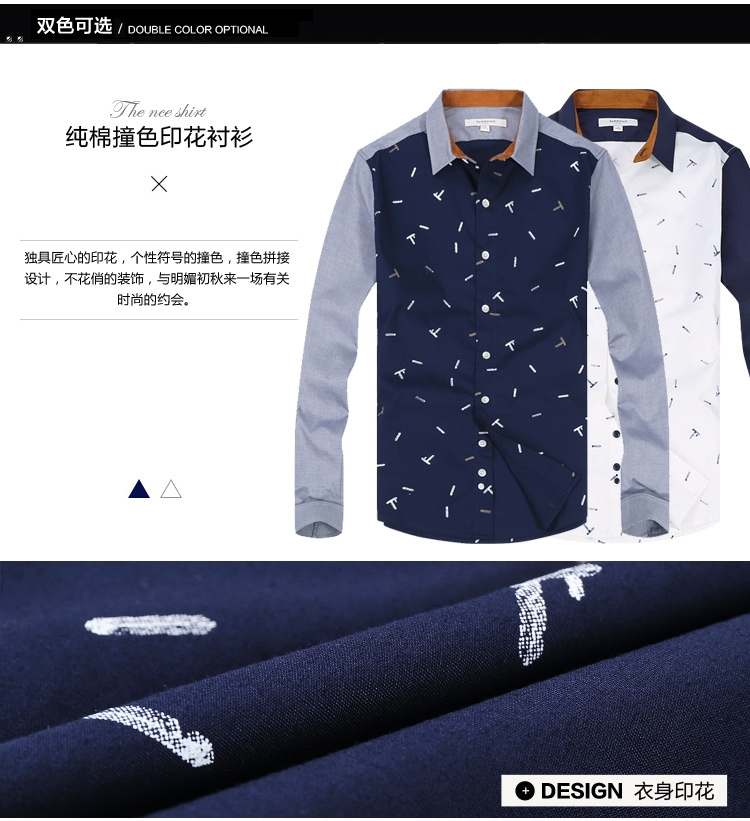 双色可选 / DOUBLE COLOR OPTIONAL
The nce shirt
纯棉撞色印花衬衫
独具匠心的印花，个性符号的撞色，撞色拼接
设计，不花俏的装饰，与明媚初秋来一场有关
时尚的约会。
DESIGN 衣身印花